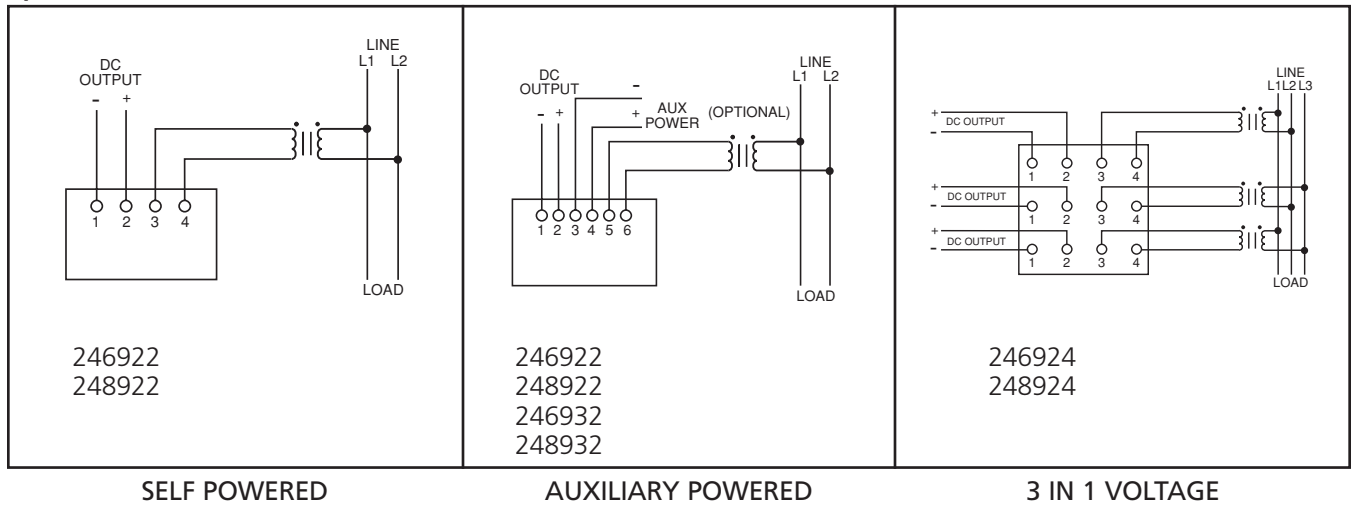 LINE
L1 L2
DC
OUTPUT
- +
1 2 3 4
LOAD
246922
248922
SELF POWERED
LINE
L1 L2
DC
OUTPUT
- +
-
+
AUX
POWER
(OPTIONAL)
1 2 3 4 5 6
LOAD
246922
248922
246932
248932
AUXILIARY POWERED
LINE
L1 L2 L3
+
DC OUTPUT
-
1 2 3 4
+
DC OUTPUT
-
1 2 3 4
+
DC OUTPUT
-
1 2 3 4
LOAD
246924
248924
3 IN 1 VOLTAGE